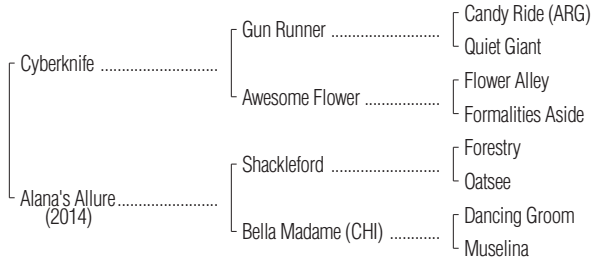 Candy Ride (ARG)
Gun Runner ....................
Quiet Giant
Cyberknife ......................
Flower Alley
Awesome Flower ..............
Formalities Aside
Forestry
Shackleford ....................
Oatsee
Alana's Allure ...................
(2014)
Dancing Groom
Bella Madame (CHI) ............
Muselina